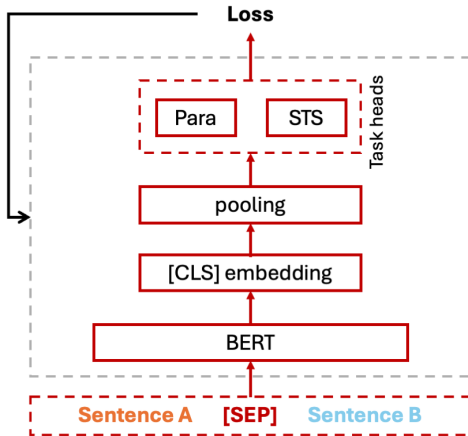 Loss
Para STS
Task heads
pooling
[CLS] embedding
BERT
Sentence A [SEP] Sentence B